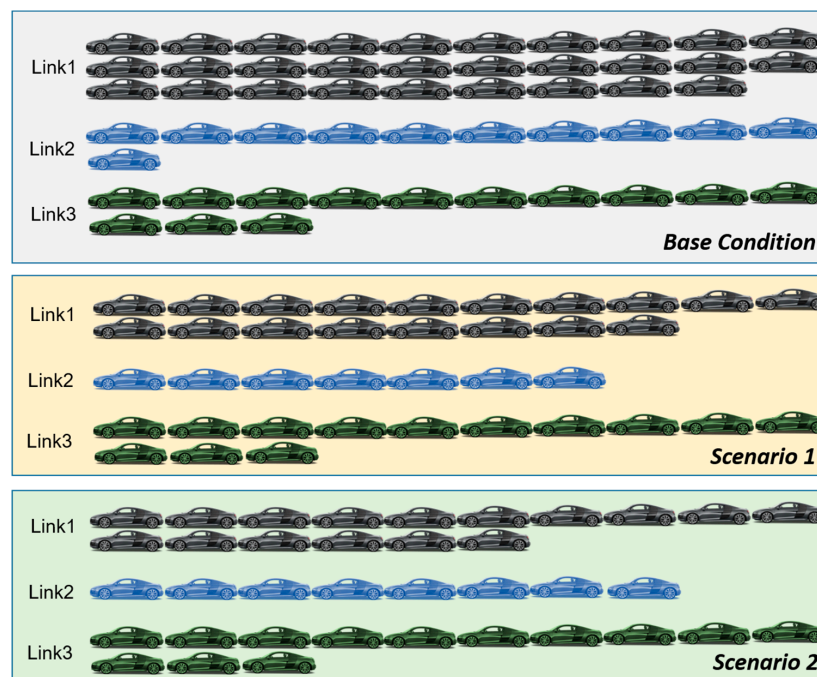 Link1
Link2
Link3
Base Condition
Link1
Link2
Link3
Scenario 1
Link1
Link2
Link3
Scenario 2